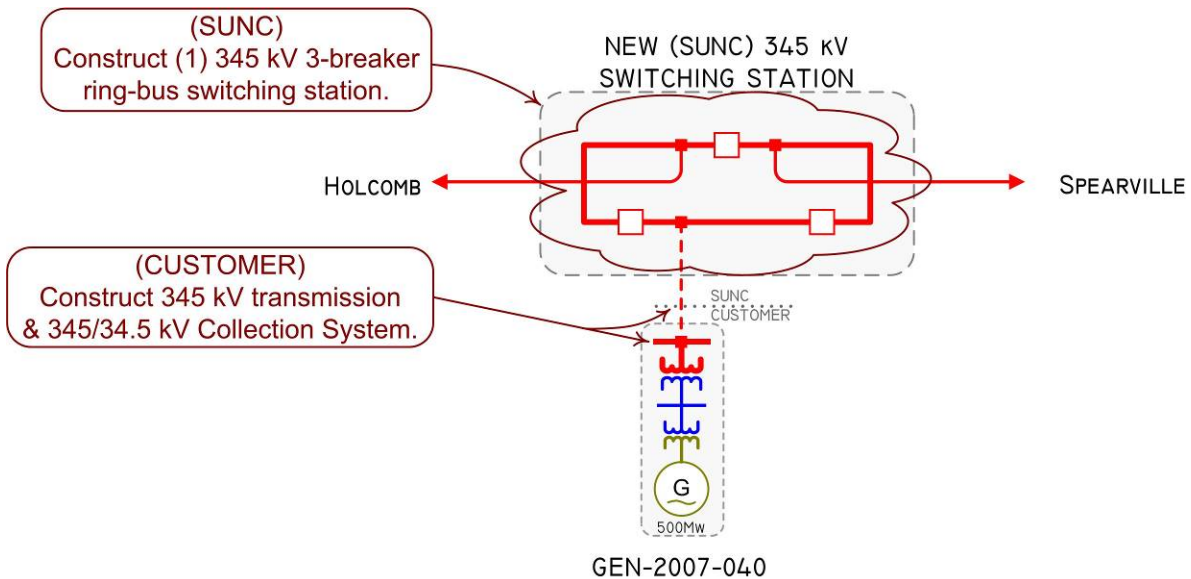 (SUNC)
Construct (1) 345 kV 3-breaker
ring-bus switching station.
NEW (SUNC) 345 KV
SWITCHING STATION
HOLCOMB
SPEARVILLE
(CUSTOMER)
Construct 345 kV transmission
& 345/34.5 kV Collection System.
SUNC
CUSTOMER
G
500MW
GEN-2007-040